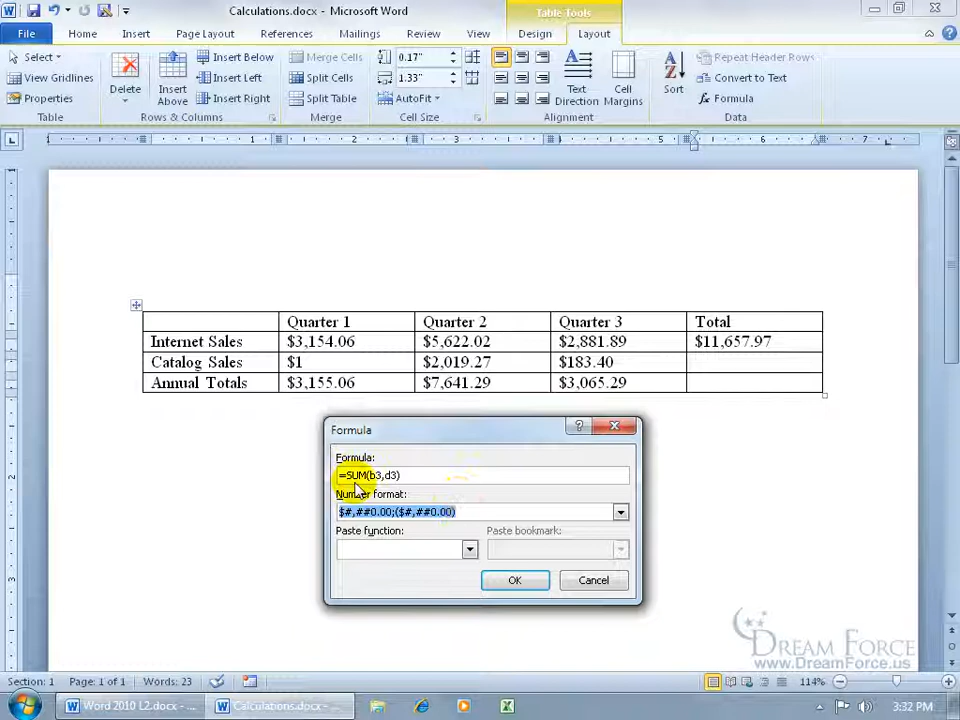 Calculations.docx - Microsoft Word
Table Tools
File Home Insert Page Layout References Mailings Review View Design Layout
Select
View Gridlines
Properties
Table
Delete
Insert Above
Insert Below
Insert Left
Insert Right
Rows & Columns
Merge Cells
Split Cells
Split Table
Merge
0.17"
1.33"
AutoFit
Cell Size
Text Direction
Cell Margins
Alignment
Sort
Repeat Header Rows
Convert to Text
Formula
Data
Quarter 1 Quarter 2 Quarter 3 Total
Internet Sales $3,154.06 $5,622.02 $2,881.89 $11,657.97
Catalog Sales $1 $2,019.27 $183.40
Annual Totals $3,155.06 $7,641.29 $3,065.29
Formula
Formula:
=SUM(b3,d3)
Number format:
$#,##0.00;($#,##0.00)
Paste function: Paste bookmark:
OK Cancel
DREAM FORCE
www.DreamForce.us
Section: 1 Page: 1 of 1 Words: 23 114%
Word 2010 L2.docx - ... Calculations.docx - ... 3:32 PM